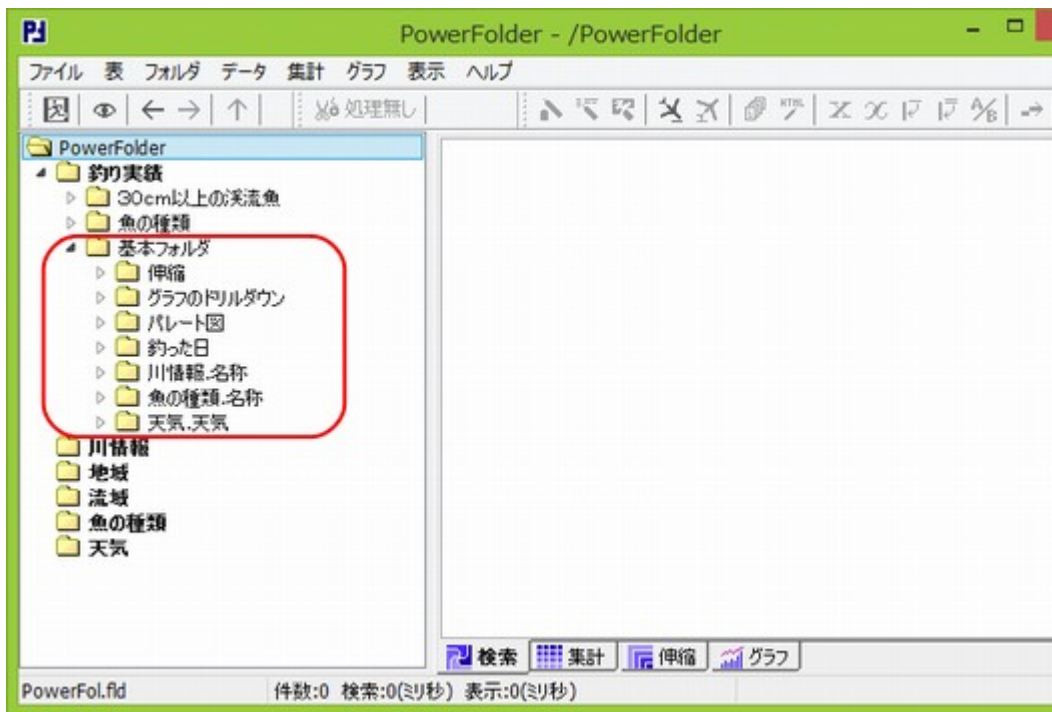 PowerFolder - /PowerFolder
ファイル 表 フォルダ データ 集計 グラフ 表示 ヘルプ
処理無し
PowerFolder
釣り実績
30cm以上の渓流魚
魚の種類
基本フォルダ
伸縮
グラフのドリルダウン
パレート図
釣った日
川情報.名称
魚の種類.名称
天気.天気
川情報
地域
流域
魚の種類
天気
検索 集計 伸縮 グラフ
PowerFol.fld 件数:0 検索:0(ミリ秒) 表示:0(ミリ秒)